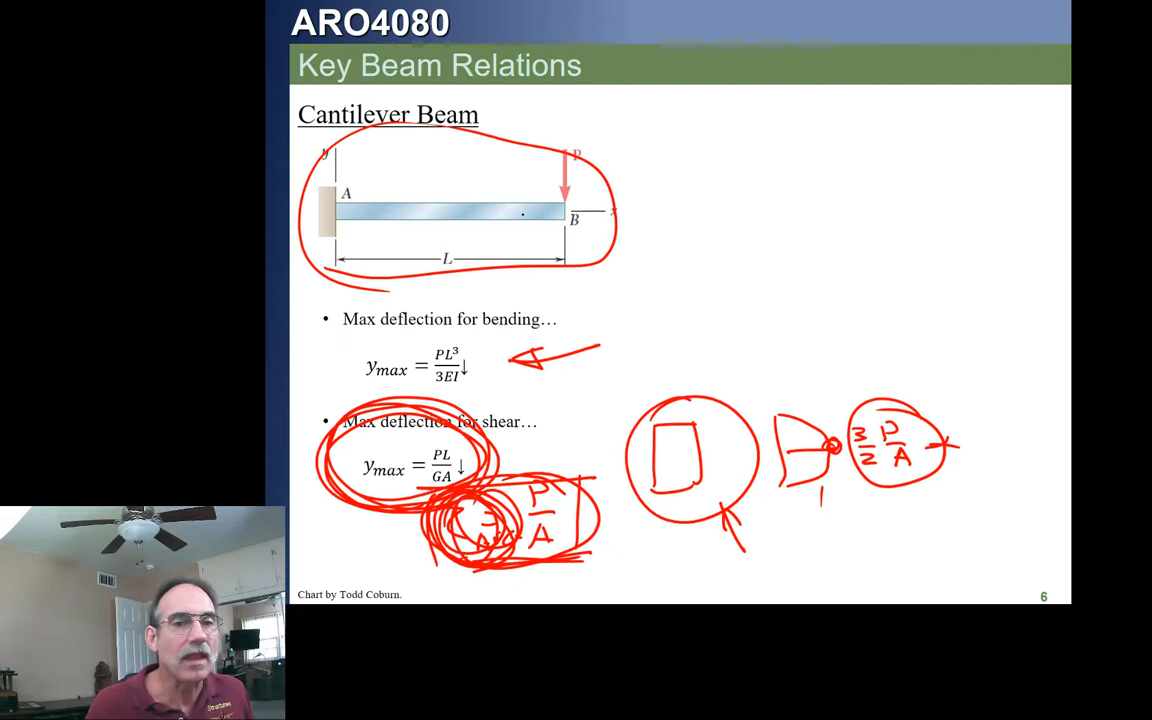 ARO4080
Key Beam Relations
Cantilever Beam
y
P
A
B
x
L
• Max deflection for bending…
y_max = PL³/3EI ↓
• Max deflection for shear…
y_max = PL/GA ↓
P/A
3/2 P/A
Chart by Todd Coburn.
6
Structures